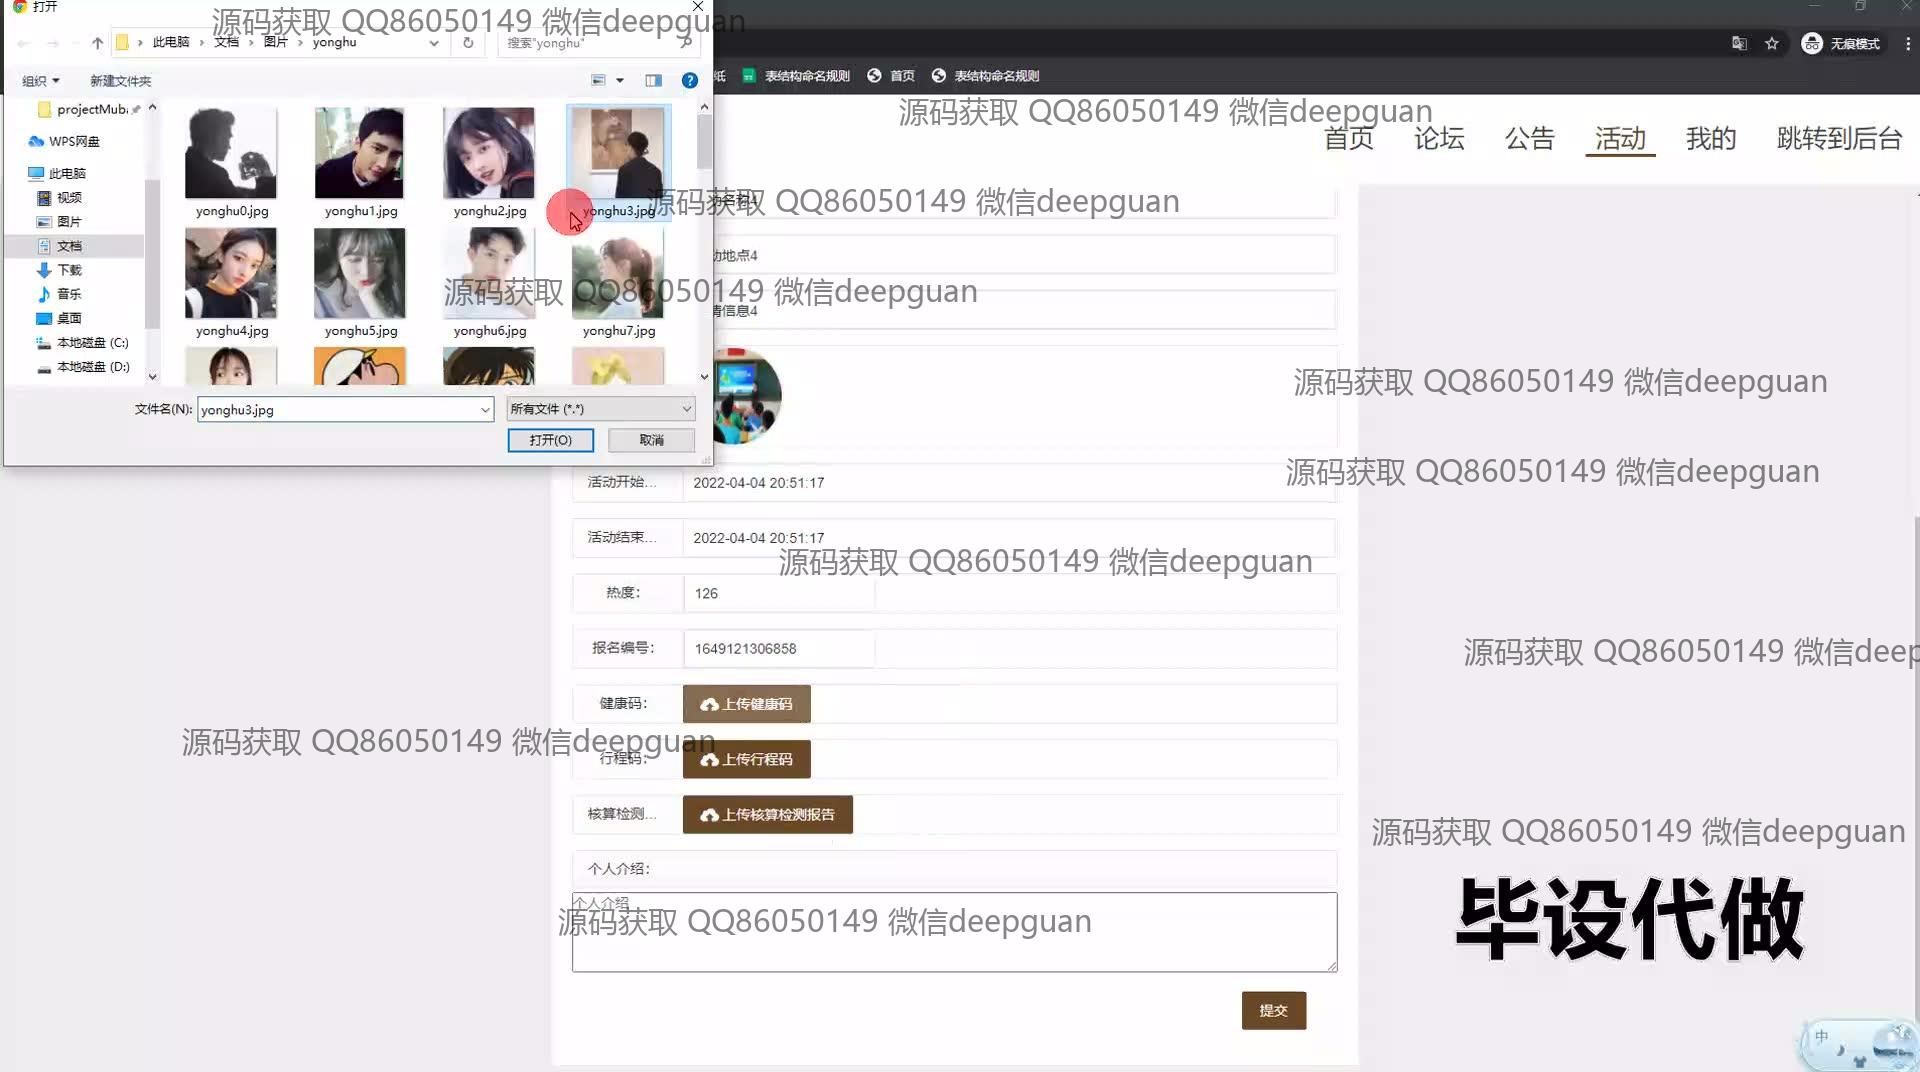 打开
源码获取 QQ86050149 微信deepguan
此电脑 › 文档 › 图片 › yonghu
搜索"yonghu"
无痕模式
组织
新建文件夹
纸
表结构命名规则
首页
表结构命名规则
源码获取 QQ86050149 微信deepguan
首页 论坛 公告 活动 我的 跳转到后台
projectMuba
WPS网盘
此电脑
视频
图片
文档
下载
音乐
桌面
本地磁盘 (C:)
本地磁盘 (D:)
yonghu0.jpg yonghu1.jpg yonghu2.jpg yonghu3.jpg
源码获取 QQ86050149 微信deepguan
动地点4
源码获取 QQ86050149 微信deepguan
情信息4
yonghu4.jpg yonghu5.jpg yonghu6.jpg yonghu7.jpg
源码获取 QQ86050149 微信deepguan
文件名(N): yonghu3.jpg
所有文件 (*.*)
打开(O) 取消
源码获取 QQ86050149 微信deepguan
活动开始... 2022-04-04 20:51:17
活动结束... 2022-04-04 20:51:17
源码获取 QQ86050149 微信deepguan
热度： 126
报名编号： 1649121306858
源码获取 QQ86050149 微信deep
健康码： 上传健康码
源码获取 QQ86050149 微信deepguan
行程码： 上传行程码
核算检测... 上传核算检测报告
源码获取 QQ86050149 微信deepguan
个人介绍：
个人介绍
源码获取 QQ86050149 微信deepguan
毕设代做
提交
中